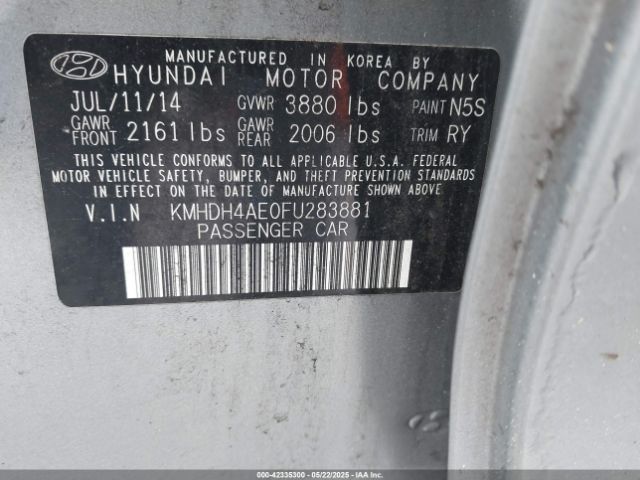 MANUFACTURED IN KOREA BY
HYUNDAI MOTOR COMPANY
JUL/11/14 GVWR 3880 lbs PAINT N5S
GAWR FRONT 2161 lbs GAWR REAR 2006 lbs TRIM RY
THIS VEHICLE CONFORMS TO ALL APPLICABLE U.S.A. FEDERAL
MOTOR VEHICLE SAFETY, BUMPER, AND THEFT PREVENTION STANDARDS
IN EFFECT ON THE DATE OF MANUFACTURE SHOWN ABOVE
V.I.N KMHDH4AE0FU283881
PASSENGER CAR
000-42335300 05/22/2025 IAAI.COM